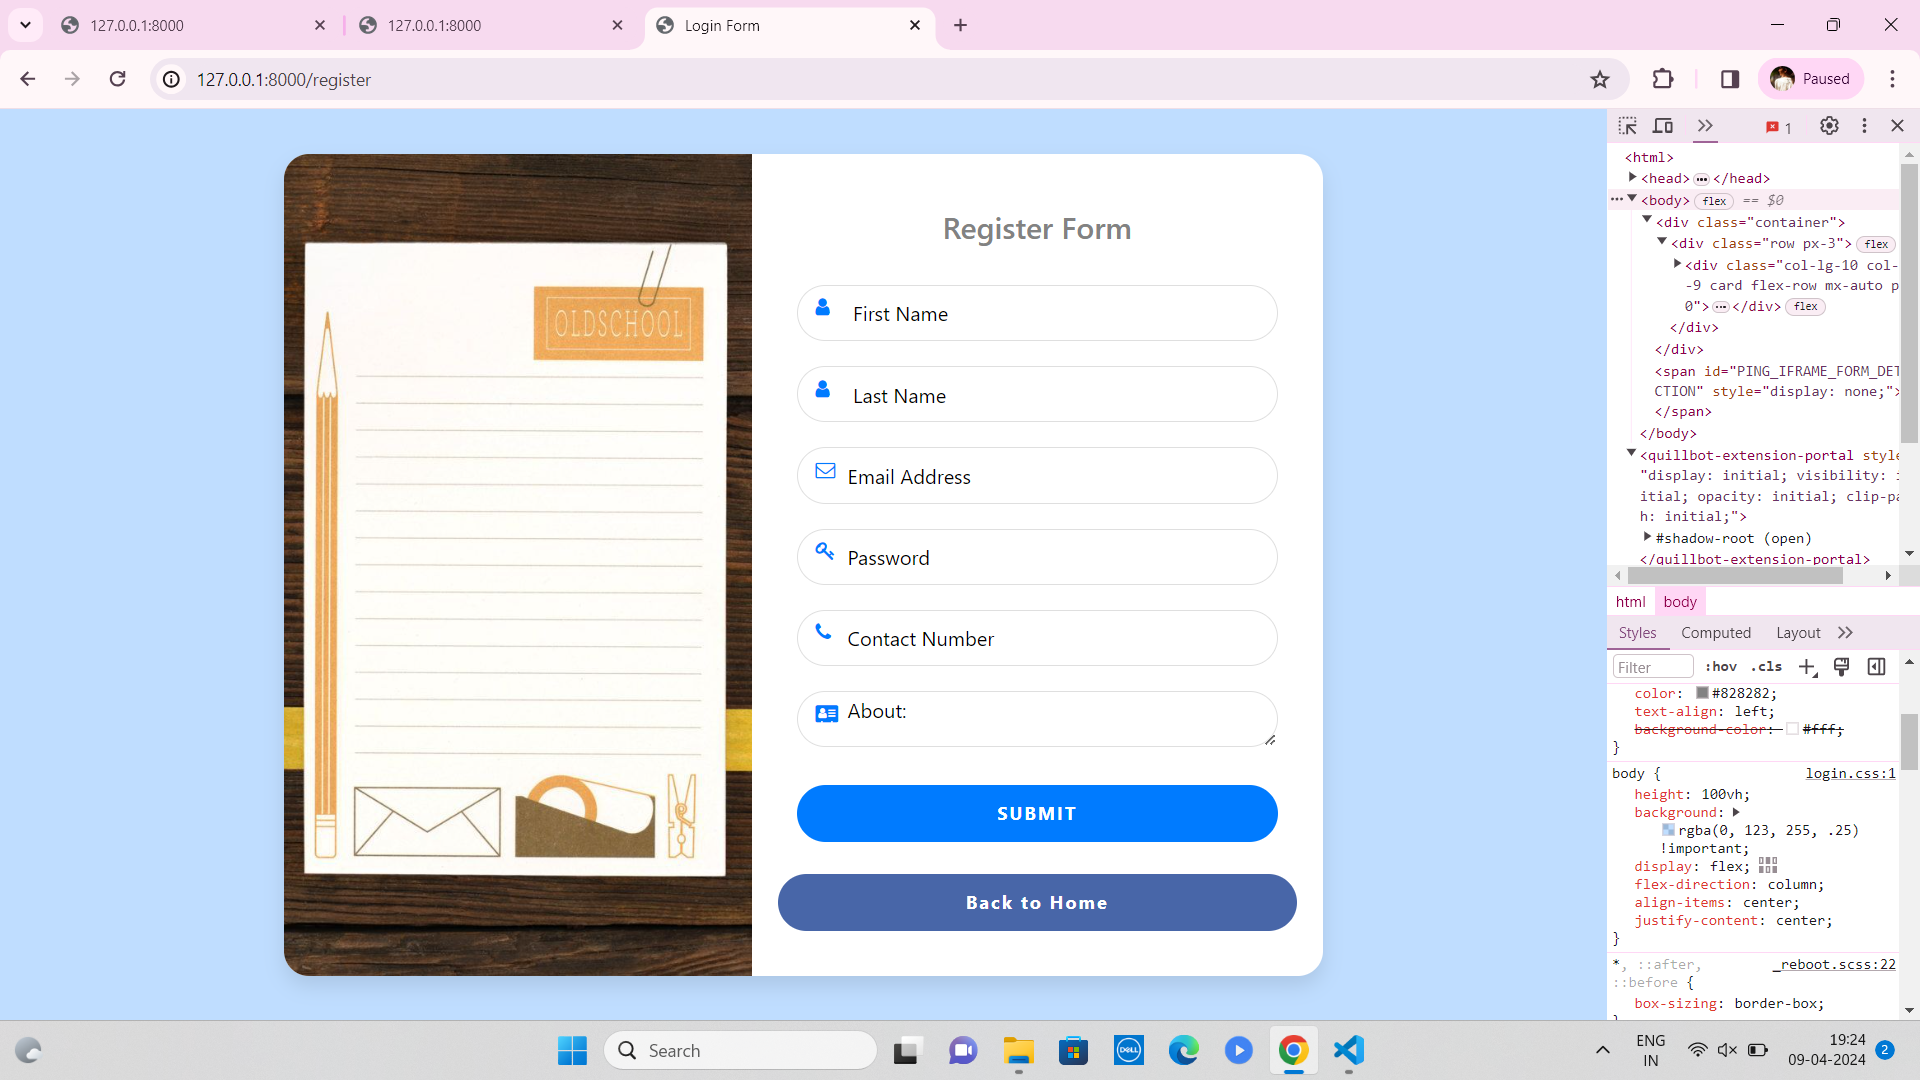 127.0.0.1:8000
127.0.0.1:8000
Login Form
127.0.0.1:8000/register
Paused
OLDSCHOOL
Register Form
First Name
Last Name
Email Address
Password
Contact Number
About:
SUBMIT
Back to Home
1
<html>
<head> ••• </head>
••• <body> flex == $0
<div class="container">
<div class="row px-3"> flex
<div class="col-lg-10 col-
-9 card flex-row mx-auto p
0"> ••• </div> flex
</div>
</div>
<span id="PING_IFRAME_FORM_DET
CTION" style="display: none;">
</span>
</body>
<quillbot-extension-portal style
"display: initial; visibility: i
itial; opacity: initial; clip-pa
h: initial;">
#shadow-root (open)
</quillbot-extension-portal>
html body
Styles Computed Layout
Filter :hov .cls
color: #828282;
text-align: left;
background-color: #fff;
}
body { login.css:1
height: 100vh;
background:
rgba(0, 123, 255, .25)
!important;
display: flex;
flex-direction: column;
align-items: center;
justify-content: center;
}
*, ::after, _reboot.scss:22
::before {
box-sizing: border-box;
}
Search
DELL
ENG
IN
19:24
09-04-2024
2